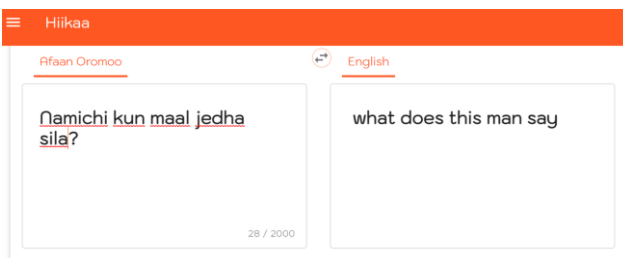 Hiikaa
Afaan Oromoo
English
Namichi kun maal jedha
sila?
28 / 2000
what does this man say